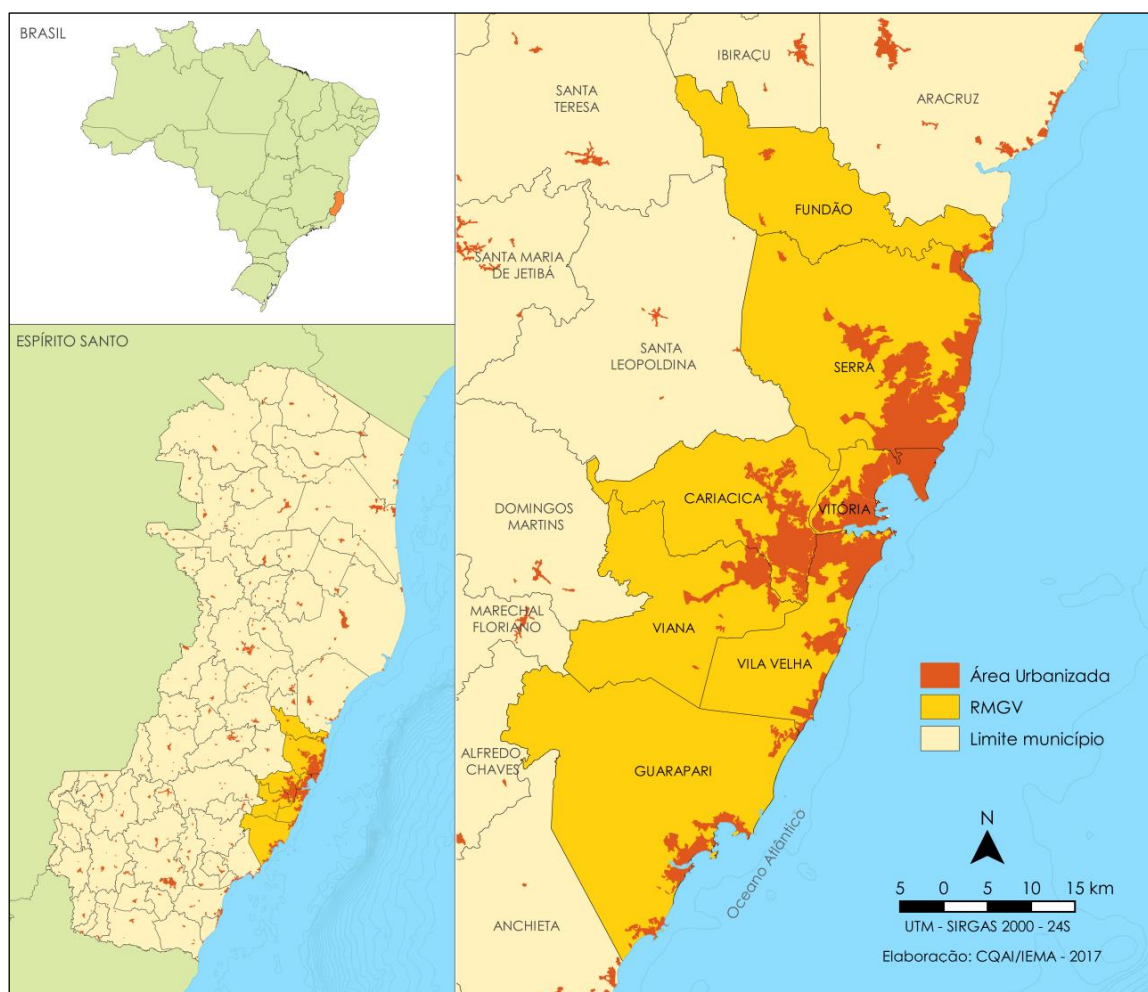 BRASIL
ESPÍRITO SANTO
IBIRAÇU
SANTA
TERESA
ARACRUZ
FUNDÃO
SANTA MARIA
DE JETIBÁ
SANTA
LEOPOLDINA
SERRA
CARIACICA
VITÓRIA
DOMINGOS
MARTINS
MARECHAL
FLORIANO
VIANA
VILA VELHA
ALFREDO
CHAVES
GUARAPARI
ANCHIETA
Oceano Atlântico
Área Urbanizada
RMGV
Limite município
N
5 0 5 10 15 km
UTM - SIRGAS 2000 - 24S
Elaboração: CQAI/IEMA - 2017